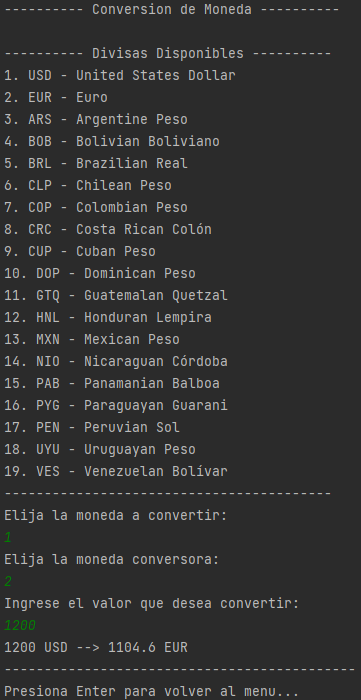 ---------- Conversion de Moneda ----------
---------- Divisas Disponibles ----------
1. USD - United States Dollar
2. EUR - Euro
3. ARS - Argentine Peso
4. BOB - Bolivian Boliviano
5. BRL - Brazilian Real
6. CLP - Chilean Peso
7. COP - Colombian Peso
8. CRC - Costa Rican Colón
9. CUP - Cuban Peso
10. DOP - Dominican Peso
11. GTQ - Guatemalan Quetzal
12. HNL - Honduran Lempira
13. MXN - Mexican Peso
14. NIO - Nicaraguan Córdoba
15. PAB - Panamanian Balboa
16. PYG - Paraguayan Guarani
17. PEN - Peruvian Sol
18. UYU - Uruguayan Peso
19. VES - Venezuelan Bolívar
-----------------------------------------
Elija la moneda a convertir:
1
Elija la moneda conversora:
2
Ingrese el valor que desea convertir:
1200
1200 USD --> 1104.6 EUR
--------------------------------------------
Presiona Enter para volver al menu...